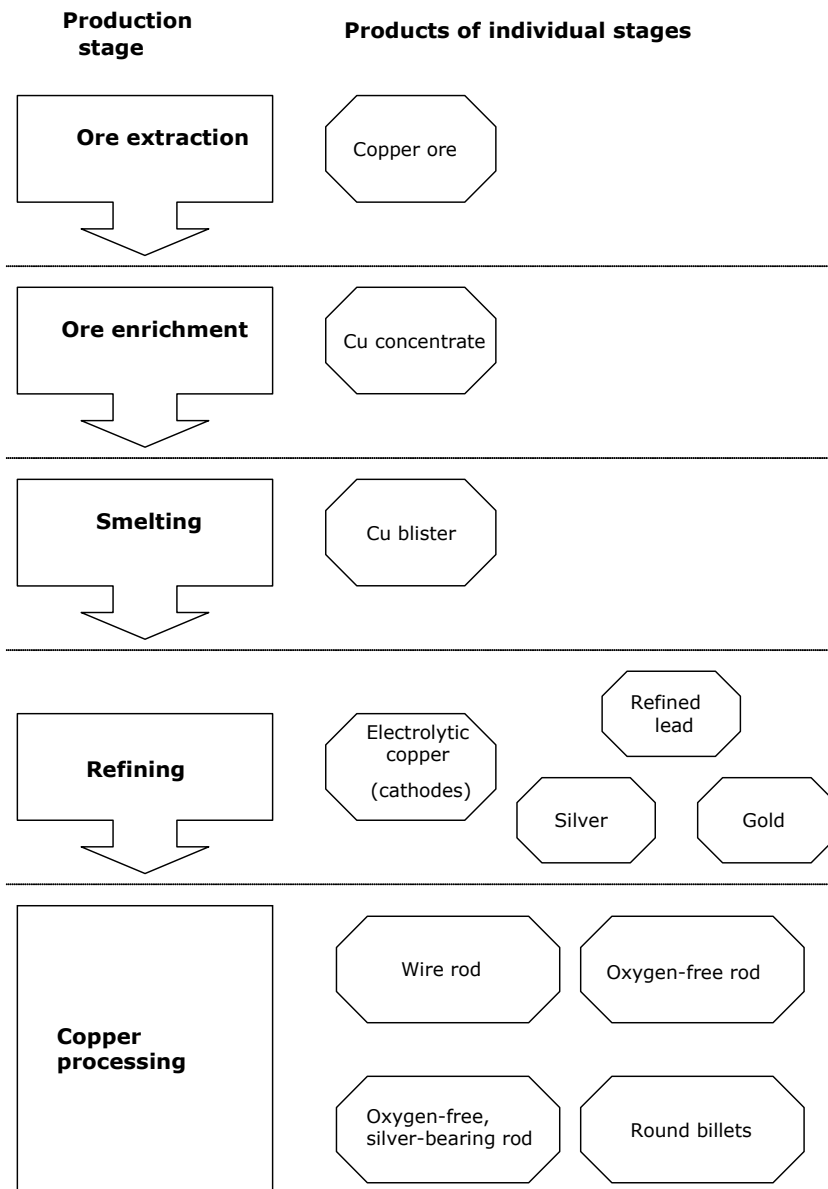 Production
stage
Products of individual stages
Ore extraction
Copper ore
Ore enrichment
Cu concentrate
Smelting
Cu blister
Refining
Electrolytic
copper
(cathodes)
Refined
lead
Silver
Gold
Copper
processing
Wire rod
Oxygen-free rod
Oxygen-free,
silver-bearing rod
Round billets